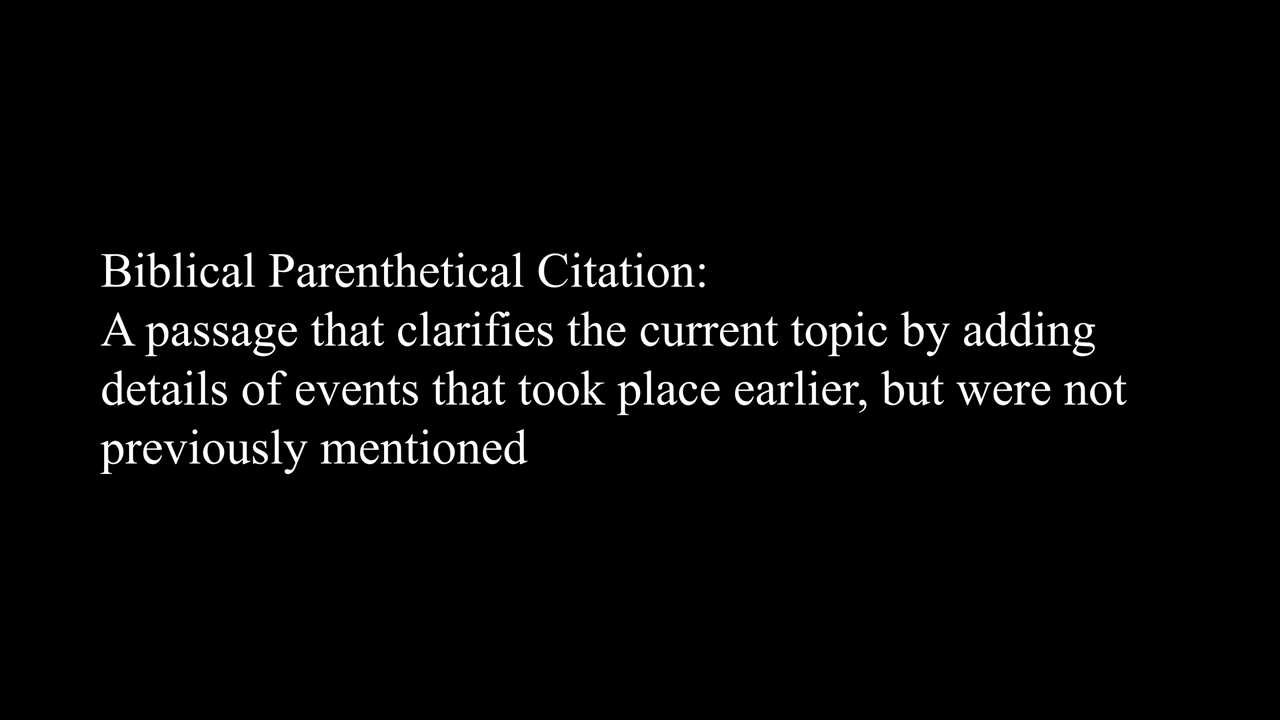 Biblical Parenthetical Citation:
A passage that clarifies the current topic by adding
details of events that took place earlier, but were not
previously mentioned